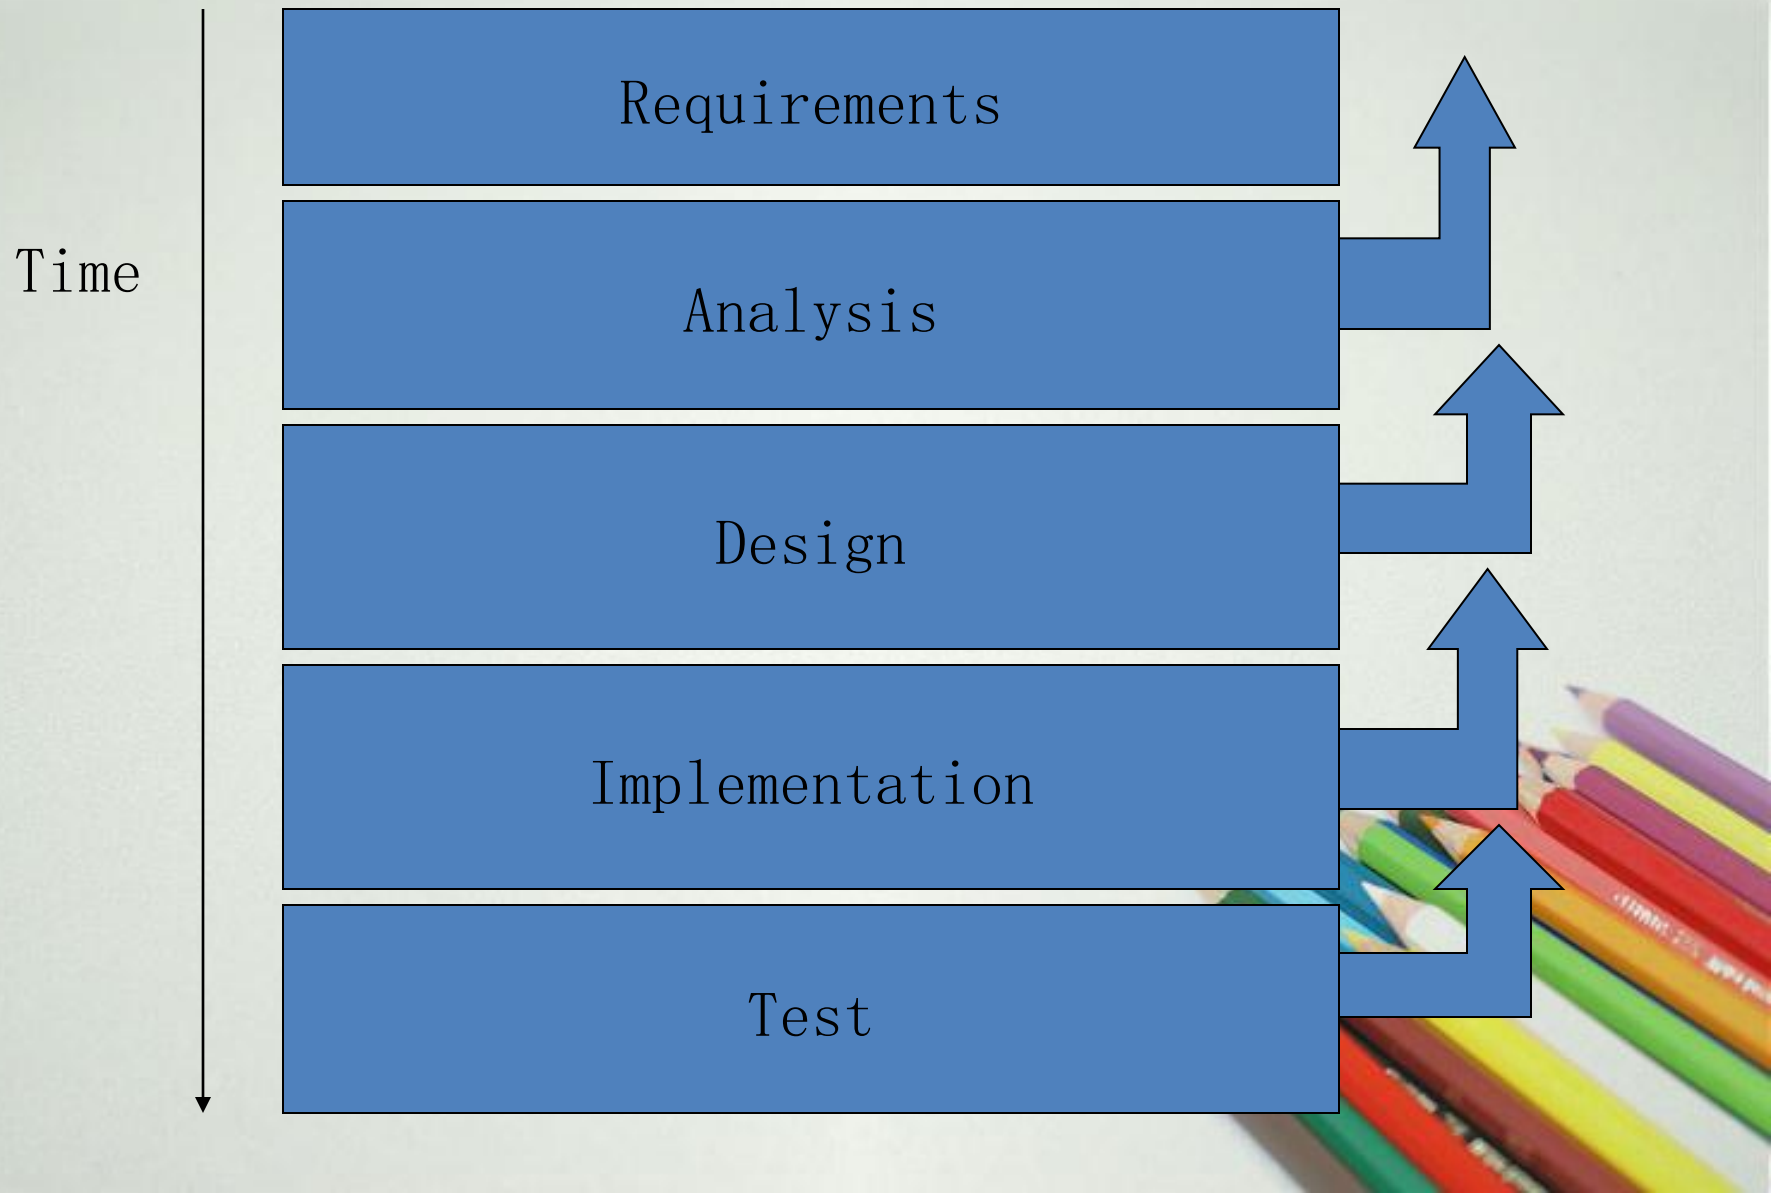 Requirements
Time
Analysis
Design
Implementation
Test